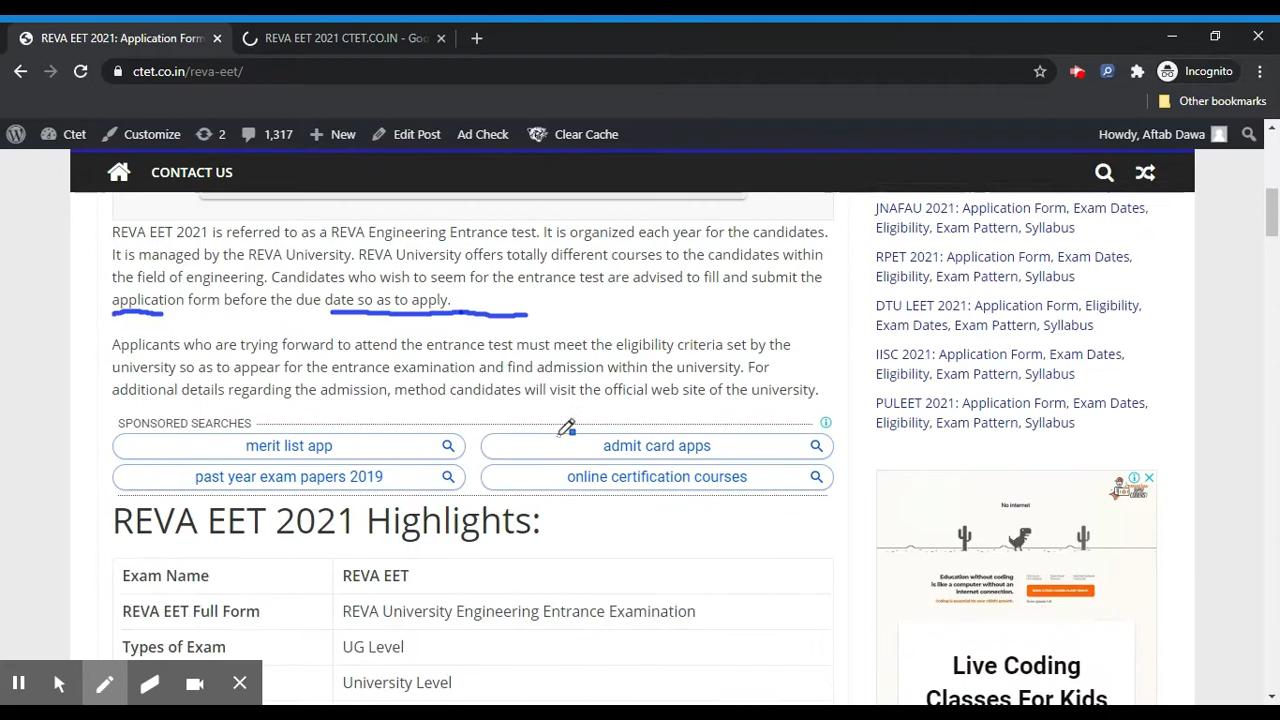 REVA EET 2021: Application Form
REVA EET 2021 CTET.CO.IN - Goo
ctet.co.in/reva-eet/
Incognito
Other bookmarks
Ctet
Customize
2
1,317
New
Edit Post
Ad Check
Clear Cache
Howdy, Aftab Dawa
CONTACT US
REVA EET 2021 is referred to as a REVA Engineering Entrance test. It is organized each year for the candidates.
It is managed by the REVA University. REVA University offers totally different courses to the candidates within
the field of engineering. Candidates who wish to seem for the entrance test are advised to fill and submit the
application form before the due date so as to apply.
Applicants who are trying forward to attend the entrance test must meet the eligibility criteria set by the
university so as to appear for the entrance examination and find admission within the university. For
additional details regarding the admission, method candidates will visit the official web site of the university.
SPONSORED SEARCHES
merit list app
admit card apps
past year exam papers 2019
online certification courses
REVA EET 2021 Highlights:
Exam Name
REVA EET
REVA EET Full Form
REVA University Engineering Entrance Examination
Types of Exam
UG Level
University Level
JNAFAU 2021: Application Form, Exam Dates,
Eligibility, Exam Pattern, Syllabus
RPET 2021: Application Form, Exam Dates,
Eligibility, Exam Pattern, Syllabus
DTU LEET 2021: Application Form, Eligibility,
Exam Dates, Exam Pattern, Syllabus
IISC 2021: Application Form, Exam Dates,
Eligibility, Exam Pattern, Syllabus
PULEET 2021: Application Form, Exam Dates,
Eligibility, Exam Pattern, Syllabus
No internet
Education without coding
is like a computer without an
internet connection.
Live Coding
Classes For Kids